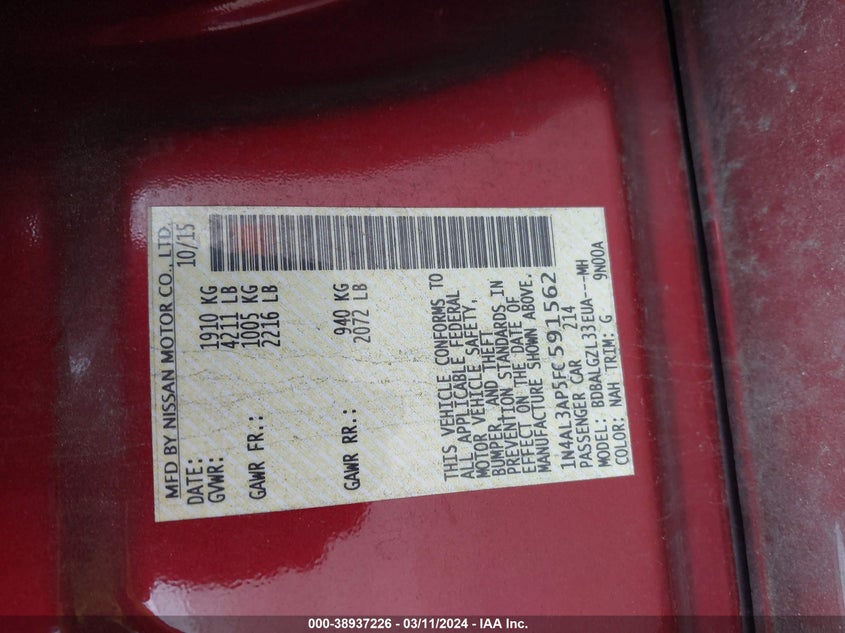 MFD BY NISSAN MOTOR CO., LTD.
DATE: 10/15
GVWR: 1910 KG
4211 LB
GAWR FR.: 1005 KG
2216 LB
GAWR RR.: 940 KG
2072 LB
THIS VEHICLE CONFORMS TO
ALL APPLICABLE FEDERAL
MOTOR VEHICLE SAFETY,
BUMPER, AND THEFT
PREVENTION STANDARDS IN
EFFECT ON THE DATE OF
MANUFACTURE SHOWN ABOVE.
1N4AL3AP5FC591562
PASSENGER CAR 214
MODEL: BDBALGZL33EUA---MH
COLOR: NAH TRIM: G 9N00A
000-38937226 - 03/11/2024 - IAA Inc.